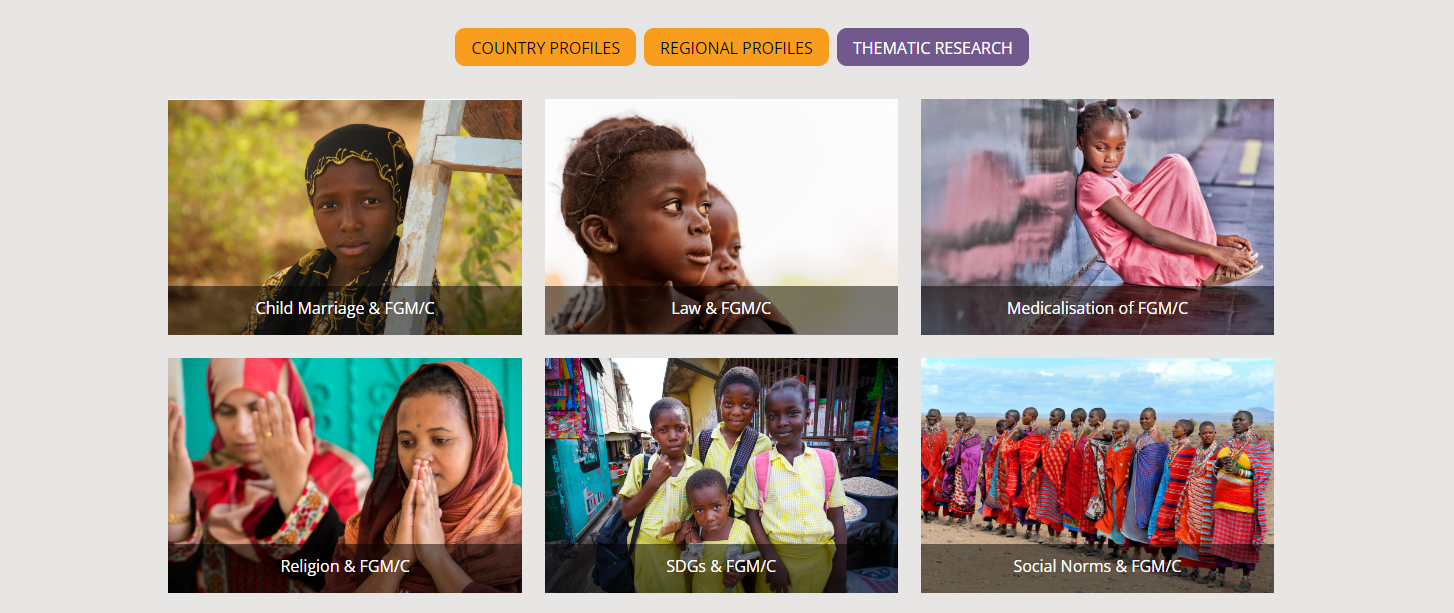 COUNTRY PROFILES
REGIONAL PROFILES
THEMATIC RESEARCH
Child Marriage & FGM/C
Law & FGM/C
Medicalisation of FGM/C
Religion & FGM/C
SDGs & FGM/C
Social Norms & FGM/C